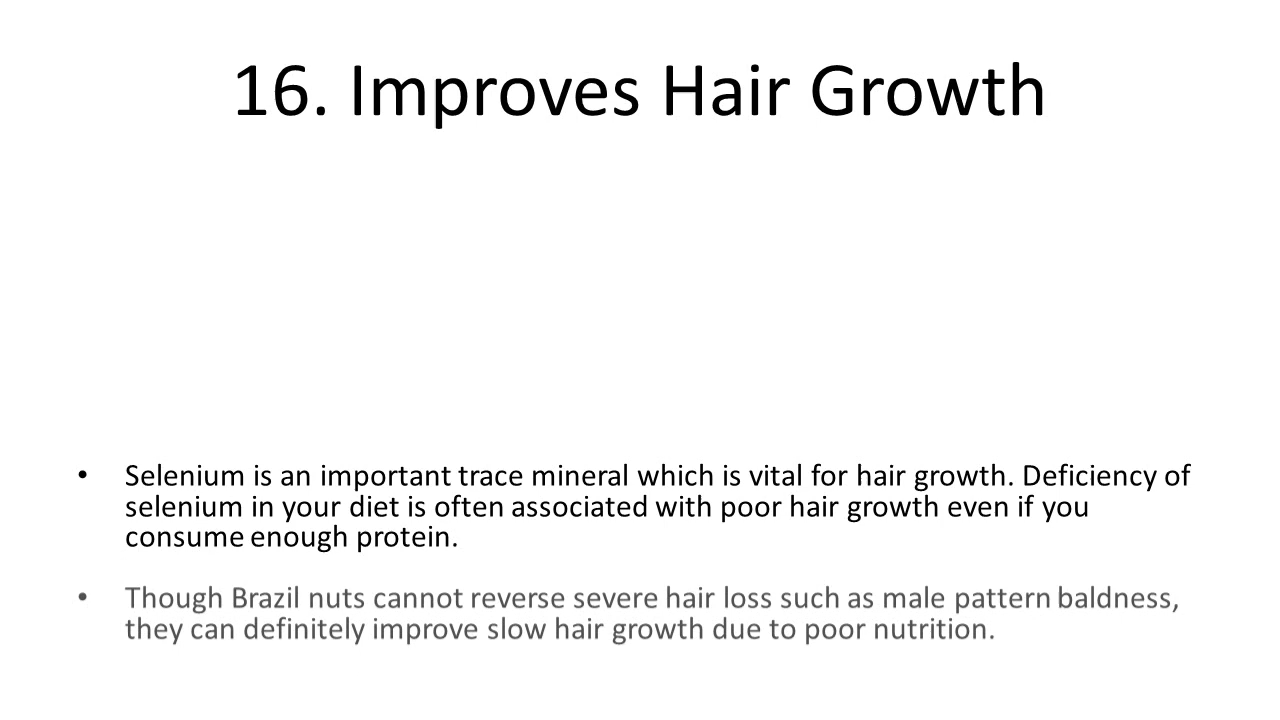 16. Improves Hair Growth
• Selenium is an important trace mineral which is vital for hair growth. Deficiency of
selenium in your diet is often associated with poor hair growth even if you
consume enough protein.
• Though Brazil nuts cannot reverse severe hair loss such as male pattern baldness,
they can definitely improve slow hair growth due to poor nutrition.